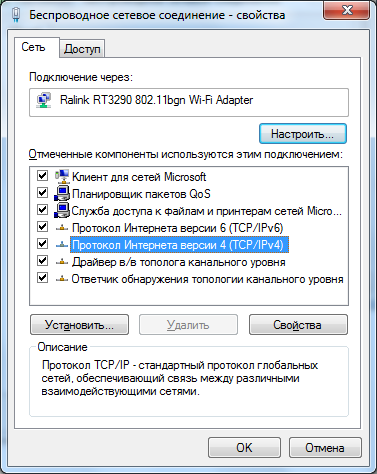 Беспроводное сетевое соединение - свойства
Сеть
Доступ
Подключение через:
Ralink RT3290 802.11bgn Wi-Fi Adapter
Настроить...
Отмеченные компоненты используются этим подключением:
Клиент для сетей Microsoft
Планировщик пакетов QoS
Служба доступа к файлам и принтерам сетей Micro...
Протокол Интернета версии 6 (TCP/IPv6)
Протокол Интернета версии 4 (TCP/IPv4)
Драйвер в/в тополога канального уровня
Ответчик обнаружения топологии канального уровня
Установить...
Удалить
Свойства
Описание
Протокол TCP/IP - стандартный протокол глобальных
сетей, обеспечивающий связь между различными
взаимодействующими сетями.
OK
Отмена